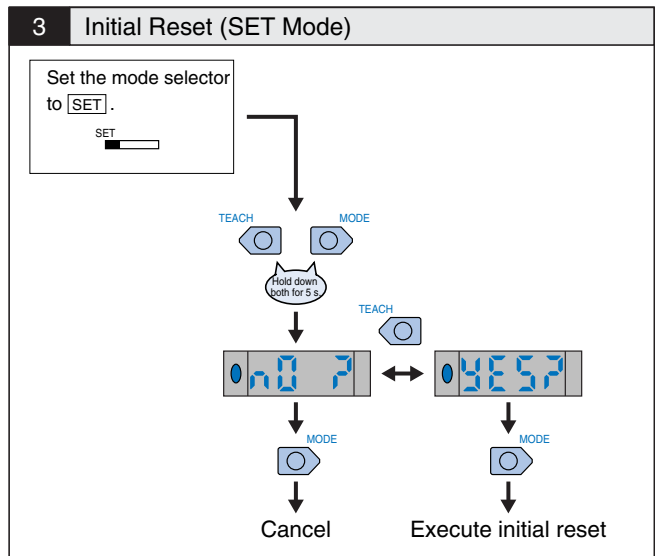 3 Initial Reset (SET Mode)
Set the mode selector
to SET .
SET
TEACH MODE
Hold down
both for 5 s.
TEACH
nO ? YES?
MODE MODE
Cancel Execute initial reset